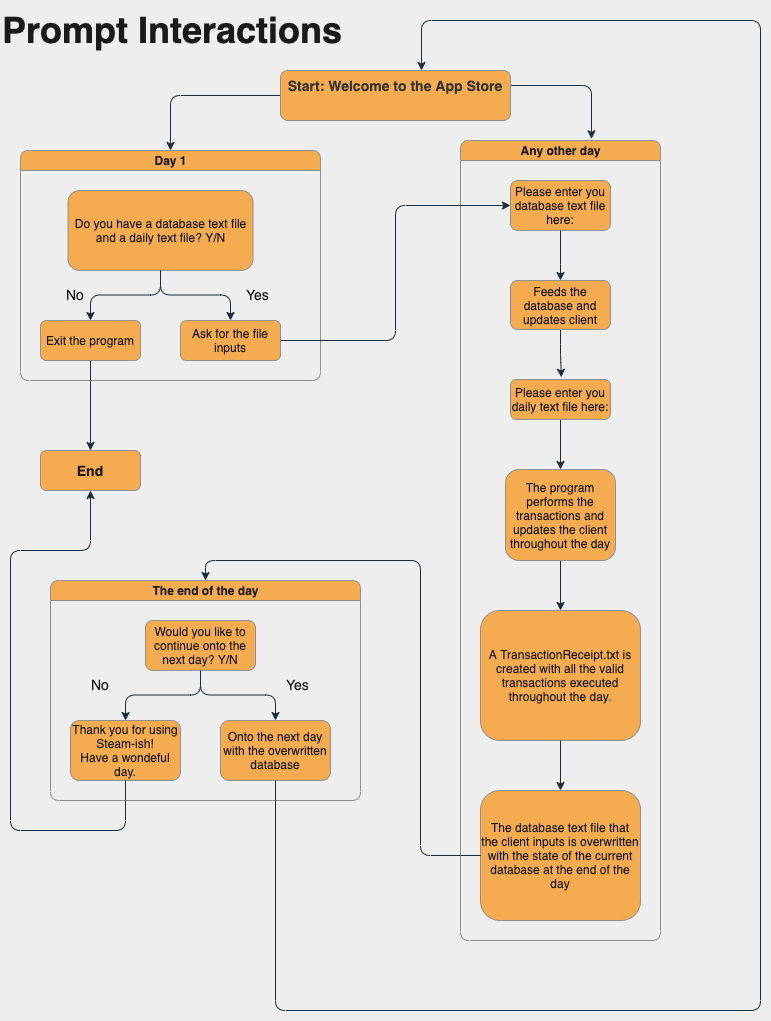 Prompt Interactions
Start: Welcome to the App Store
Day 1
Do you have a database text file
and a daily text file? Y/N
No
Yes
Exit the program
Ask for the file
inputs
End
Any other day
Please enter you
database text file
here:
Feeds the
database and
updates client
Please enter you
daily text file here:
The program
performs the
transactions and
updates the client
throughout the day
A TransactionReceipt.txt is
created with all the valid
transactions executed
throughout the day.
The database text file that
the client inputs is overwritten
with the state of the current
database at the end of the
day
The end of the day
Would you like to
continue onto the
next day? Y/N
No
Yes
Thank you for using
Steam-ish!
Have a wondeful
day.
Onto the next day
with the overwritten
database